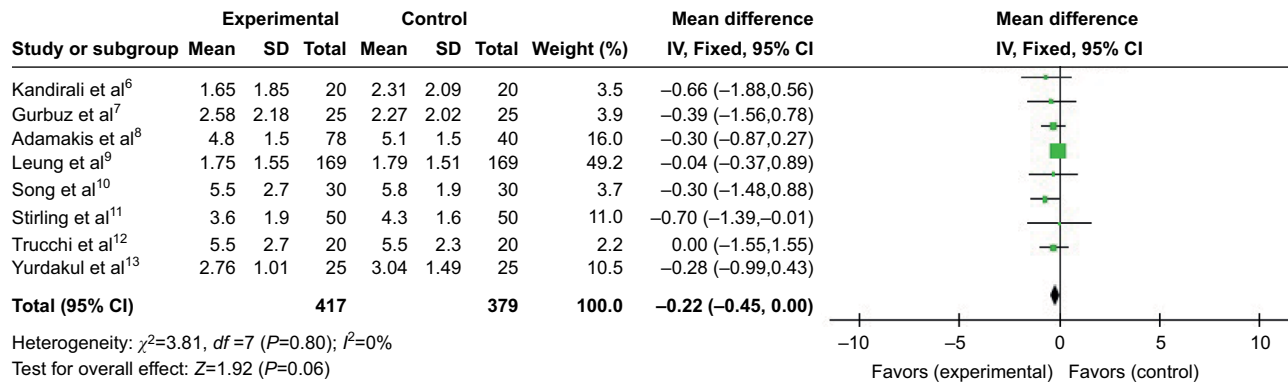 Experimental Control Mean difference Mean difference
Study or subgroup Mean SD Total Mean SD Total Weight (%) IV, Fixed, 95% CI IV, Fixed, 95% CI
Kandirali et al⁶ 1.65 1.85 20 2.31 2.09 20 3.5 –0.66 (–1.88,0.56)
Gurbuz et al⁷ 2.58 2.18 25 2.27 2.02 25 3.9 –0.39 (–1.56,0.78)
Adamakis et al⁸ 4.8 1.5 78 5.1 1.5 40 16.0 –0.30 (–0.87,0.27)
Leung et al⁹ 1.75 1.55 169 1.79 1.51 169 49.2 –0.04 (–0.37,0.89)
Song et al¹⁰ 5.5 2.7 30 5.8 1.9 30 3.7 –0.30 (–1.48,0.88)
Stirling et al¹¹ 3.6 1.9 50 4.3 1.6 50 11.0 –0.70 (–1.39,–0.01)
Trucchi et al¹² 5.5 2.7 20 5.5 2.3 20 2.2 0.00 (–1.55,1.55)
Yurdakul et al¹³ 2.76 1.01 25 3.04 1.49 25 10.5 –0.28 (–0.99,0.43)
Total (95% CI) 417 379 100.0 –0.22 (–0.45, 0.00)
Heterogeneity: χ²=3.81, df =7 (P=0.80); I²=0% –10 –5 0 5 10
Test for overall effect: Z=1.92 (P=0.06) Favors (experimental) Favors (control)